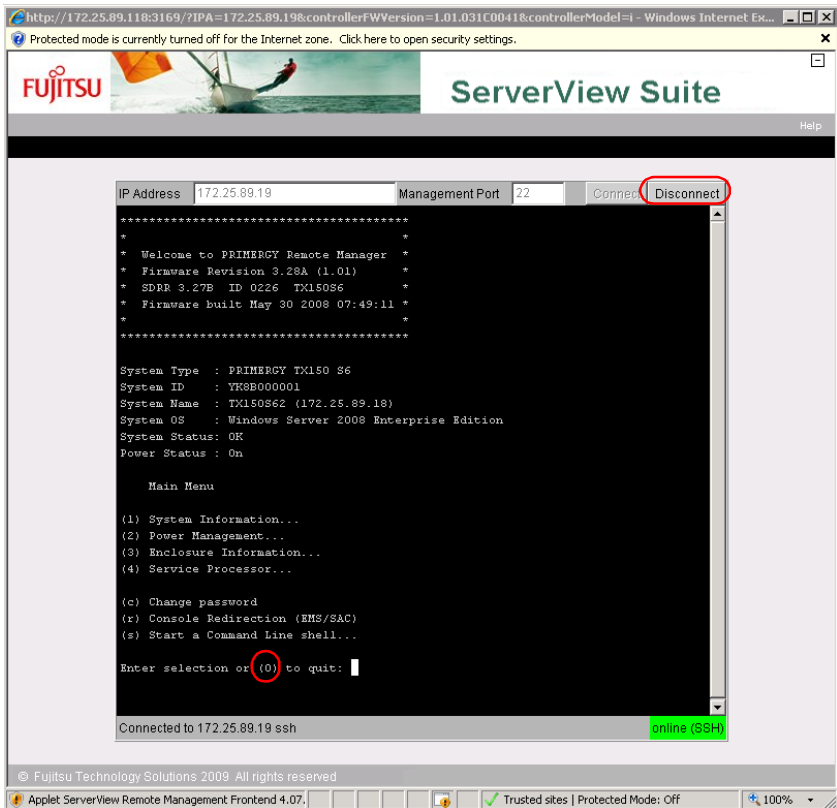 http://172.25.89.118:3169/?IPA=172.25.89.19&controllerFWVersion=1.01.031C0041&controllerModel=i - Windows Internet Ex...
Protected mode is currently turned off for the Internet zone. Click here to open security settings.
FUJITSU
ServerView Suite
Help
IP Address 172.25.89.19 Management Port 22 Connect Disconnect
*****************************************
* *
* Welcome to PRIMERGY Remote Manager *
* Firmware Revision 3.28A (1.01) *
* SDRR 3.27B ID 0226 TX150S6 *
* Firmware built May 30 2008 07:49:11 *
* *
*****************************************
System Type : PRIMERGY TX150 S6
System ID : YK8B000001
System Name : TX150S62 (172.25.89.18)
System OS : Windows Server 2008 Enterprise Edition
System Status: OK
Power Status : On
Main Menu
(1) System Information...
(2) Power Management...
(3) Enclosure Information...
(4) Service Processor...
(c) Change password
(r) Console Redirection (EMS/SAC)
(s) Start a Command Line shell...
Enter selection or (0) to quit:
Connected to 172.25.89.19 ssh online (SSH)
© Fujitsu Technology Solutions 2009 All rights reserved
Applet ServerView Remote Management Frontend 4.07. Trusted sites | Protected Mode: Off 100%